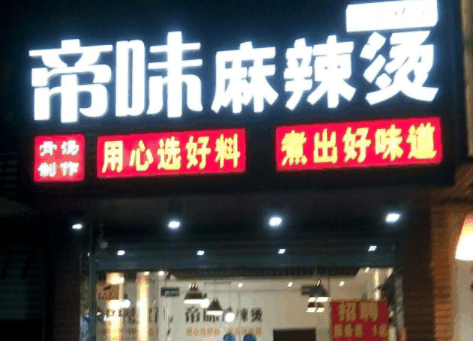 帝味麻辣烫
骨汤
制作
用心选好料
煮出好味道
帝味麻辣烫
招聘